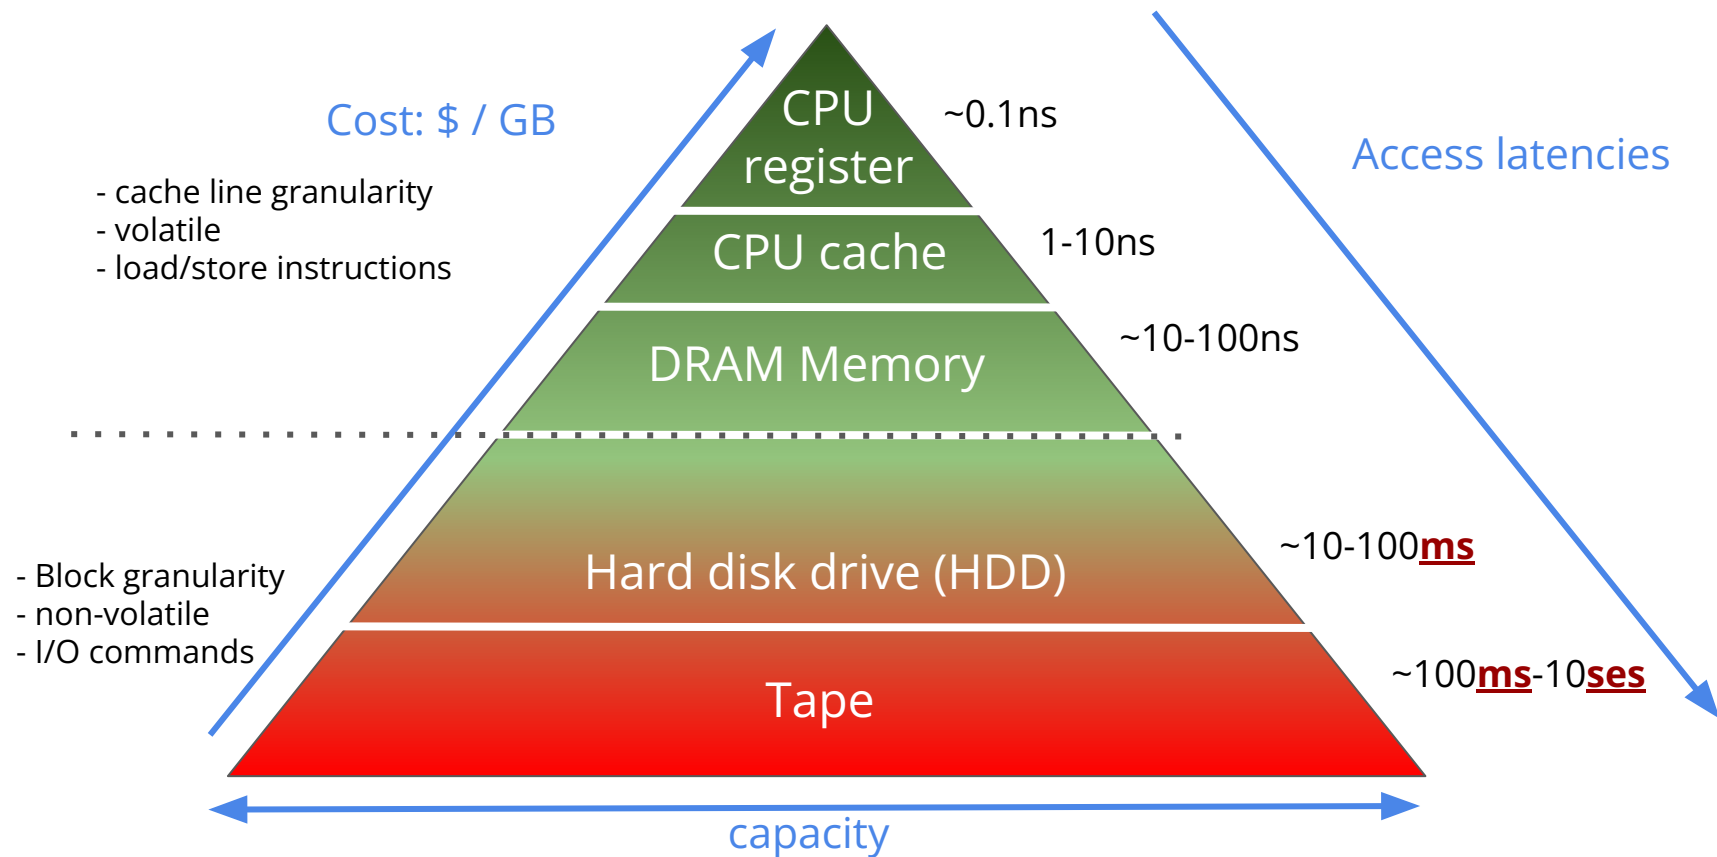 Cost: $ / GB
- cache line granularity
- volatile
- load/store instructions
CPU
register
~0.1ns
Access latencies
CPU cache
1-10ns
DRAM Memory
~10-100ns
- Block granularity
- non-volatile
- I/O commands
Hard disk drive (HDD)
~10-100ms
Tape
~100ms-10ses
capacity